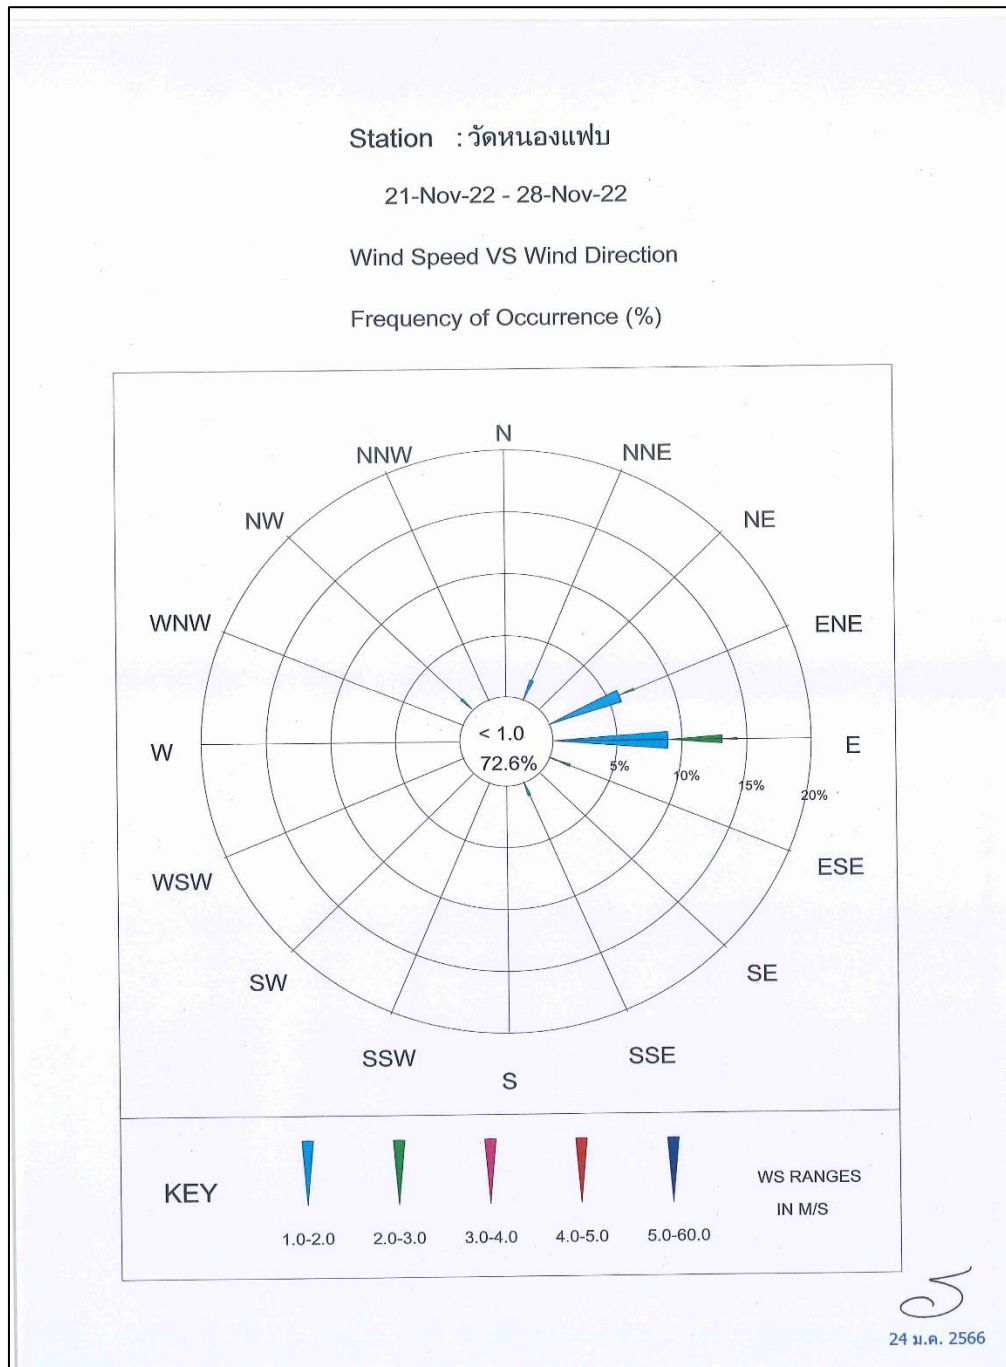 Station : วัดหนองแฟบ
21-Nov-22 - 28-Nov-22
Wind Speed VS Wind Direction
Frequency of Occurrence (%)
N
NNW
NNE
NW
NE
WNW
ENE
< 1.0
W
E
72.6%
5%
10%
15%
20%
WSW
ESE
SW
SE
SSW
SSE
S
KEY
WS RANGES
IN M/S
1.0-2.0 2.0-3.0 3.0-4.0 4.0-5.0 5.0-60.0
24 ม.ค. 2566